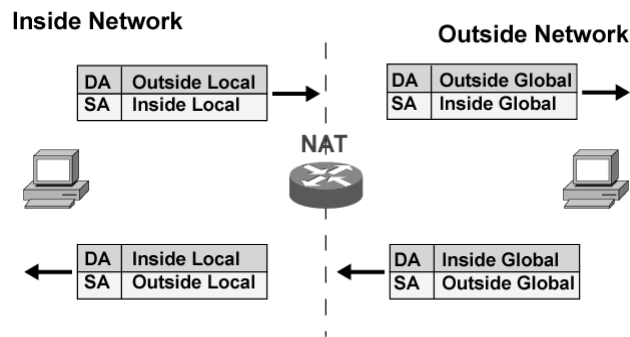 Inside Network
Outside Network
DA Outside Local
SA Inside Local
DA Outside Global
SA Inside Global
NAT
DA Inside Local
SA Outside Local
DA Inside Global
SA Outside Global